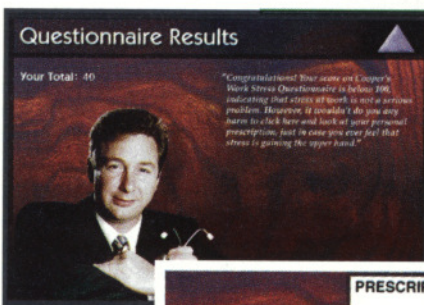 Questionnaire Results
Your Total: 40
"Congratulations! Your score on Cooper's
Work Stress Questionnaire is below 100,
indicating that stress at work is not a serious
problem. However, it wouldn't do you any
harm to click here and look at your personal
prescription, just in case you ever feel that
stress is gaining the upper hand."